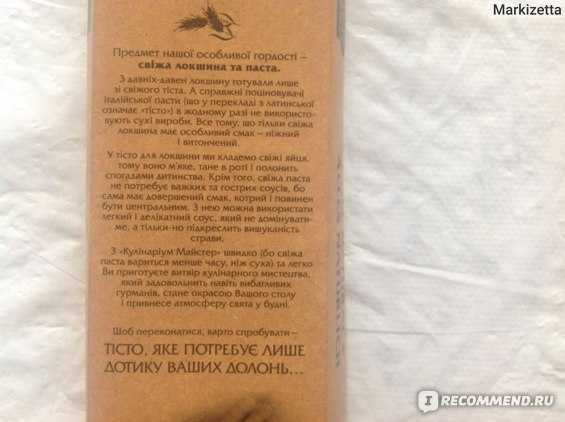 Markizetta
Предмет нашої особливої гордості –
свіжа локшина та паста.
З давніх-давен локшину готували лише
зі свіжого тіста. А справжні поціновувачі
італійської пасти (що у перекладі з латинської
означає «тісто») в жодному разі не використо-
вують сухі вироби. Все тому, що тільки свіжа
локшина має особливий смак – ніжний
і витончений.
У тісто для локшини ми кладемо свіжі яйця,
тому воно м'яке, тане в роті і полонить
спогадами дитинства. Крім того, свіжа паста
не потребує важких та гострих соусів, бо
сама має довершений смак, котрий і повинен
бути центральним. З нею можна використати
легкий і делікатний соус, який не домінувати-
ме, а тільки-но підкреслить вишуканість
страви.
З «Кулінаріум Майстер» швидко (бо свіжа
паста вариться менше часу, ніж суха) та легко
Ви приготуєте витвір кулінарного мистецтва,
який задовольнить навіть вибагливих
гурманів, стане окрасою Вашого столу
і привнесе атмосферу свята у будні.
Щоб переконатися, варто спробувати –
ТІСТО, ЯКЕ ПОТРЕБУЄ ЛИШЕ
ДОТИКУ ВАШИХ ДОЛОНЬ...
IRECOMMEND.RU